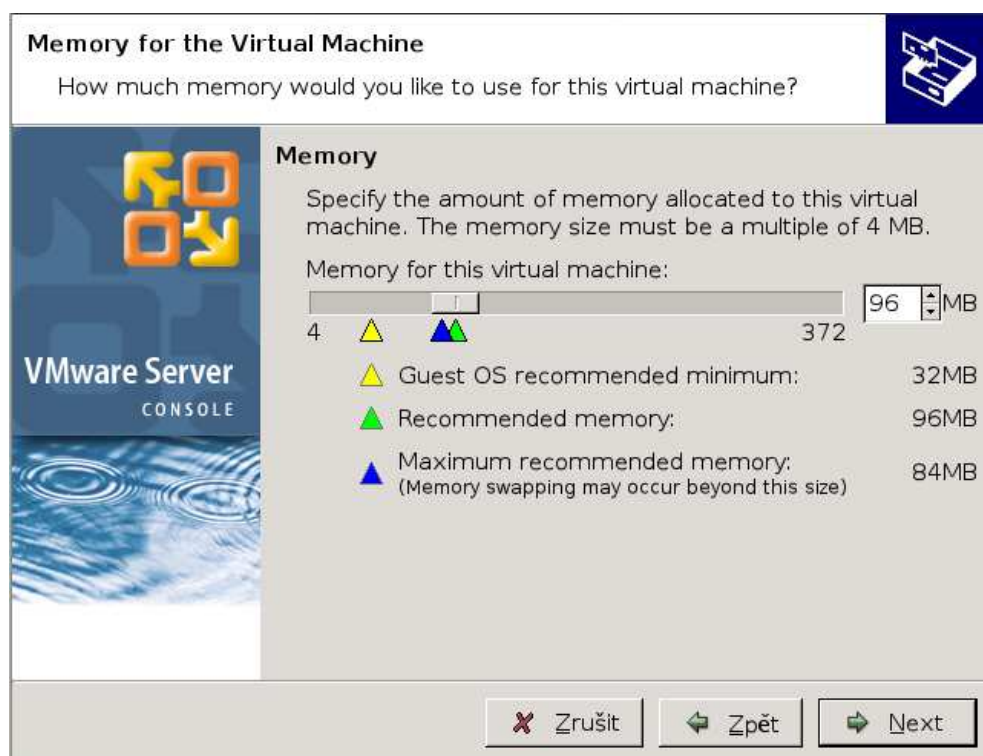 Memory for the Virtual Machine
How much memory would you like to use for this virtual machine?
VMware Server
CONSOLE
Memory
Specify the amount of memory allocated to this virtual
machine. The memory size must be a multiple of 4 MB.
Memory for this virtual machine:
96 MB
4 372
Guest OS recommended minimum: 32MB
Recommended memory: 96MB
Maximum recommended memory: 84MB
(Memory swapping may occur beyond this size)
Zrušit Zpět Next